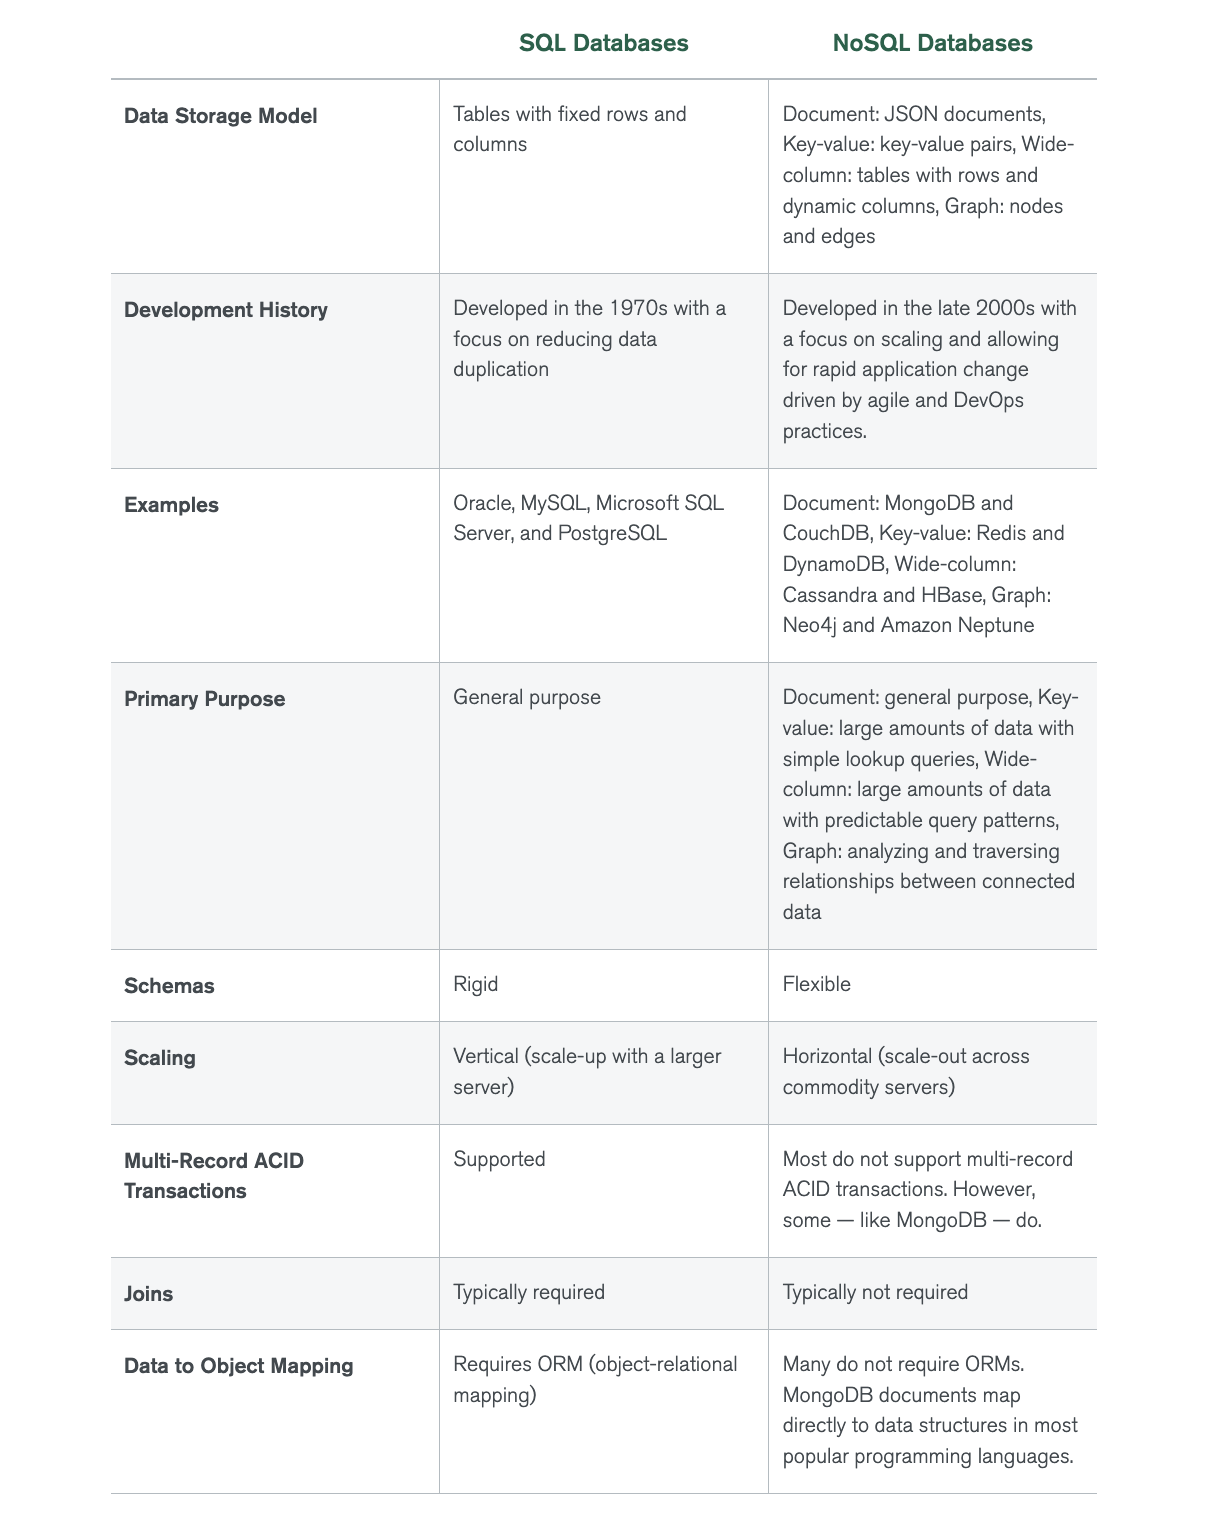 SQL Databases
NoSQL Databases
Data Storage Model
Tables with fixed rows and
columns
Document: JSON documents,
Key-value: key-value pairs, Wide-
column: tables with rows and
dynamic columns, Graph: nodes
and edges
Development History
Developed in the 1970s with a
focus on reducing data
duplication
Developed in the late 2000s with
a focus on scaling and allowing
for rapid application change
driven by agile and DevOps
practices.
Examples
Oracle, MySQL, Microsoft SQL
Server, and PostgreSQL
Document: MongoDB and
CouchDB, Key-value: Redis and
DynamoDB, Wide-column:
Cassandra and HBase, Graph:
Neo4j and Amazon Neptune
Primary Purpose
General purpose
Document: general purpose, Key-
value: large amounts of data with
simple lookup queries, Wide-
column: large amounts of data
with predictable query patterns,
Graph: analyzing and traversing
relationships between connected
data
Schemas
Rigid
Flexible
Scaling
Vertical (scale-up with a larger
server)
Horizontal (scale-out across
commodity servers)
Multi-Record ACID
Transactions
Supported
Most do not support multi-record
ACID transactions. However,
some — like MongoDB — do.
Joins
Typically required
Typically not required
Data to Object Mapping
Requires ORM (object-relational
mapping)
Many do not require ORMs.
MongoDB documents map
directly to data structures in most
popular programming languages.